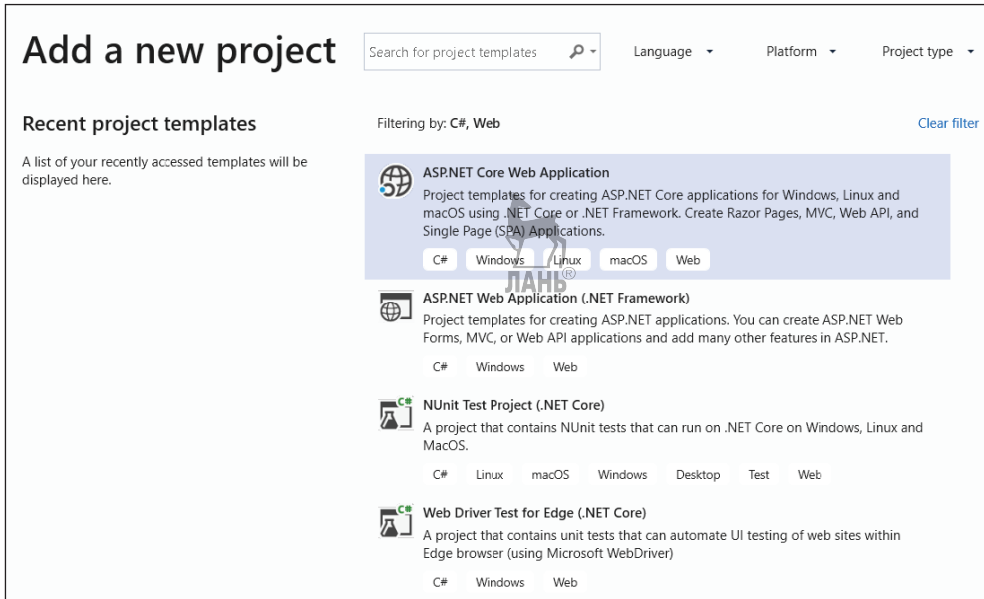 Add a new project
Search for project templates
Language
Platform
Project type
Recent project templates
A list of your recently accessed templates will be
displayed here.
Filtering by: C#, Web
Clear filter
ASP.NET Core Web Application
Project templates for creating ASP.NET Core applications for Windows, Linux and
macOS using .NET Core or .NET Framework. Create Razor Pages, MVC, Web API, and
Single Page (SPA) Applications.
C# Windows Linux macOS Web
ЛАНЬ®
ASP.NET Web Application (.NET Framework)
Project templates for creating ASP.NET applications. You can create ASP.NET Web
Forms, MVC, or Web API applications and add many other features in ASP.NET.
C# Windows Web
C#
NUnit Test Project (.NET Core)
A project that contains NUnit tests that can run on .NET Core on Windows, Linux and
MacOS.
C# Linux macOS Windows Desktop Test Web
C#
Web Driver Test for Edge (.NET Core)
A project that contains unit tests that can automate UI testing of web sites within
Edge browser (using Microsoft WebDriver)
C# Windows Web